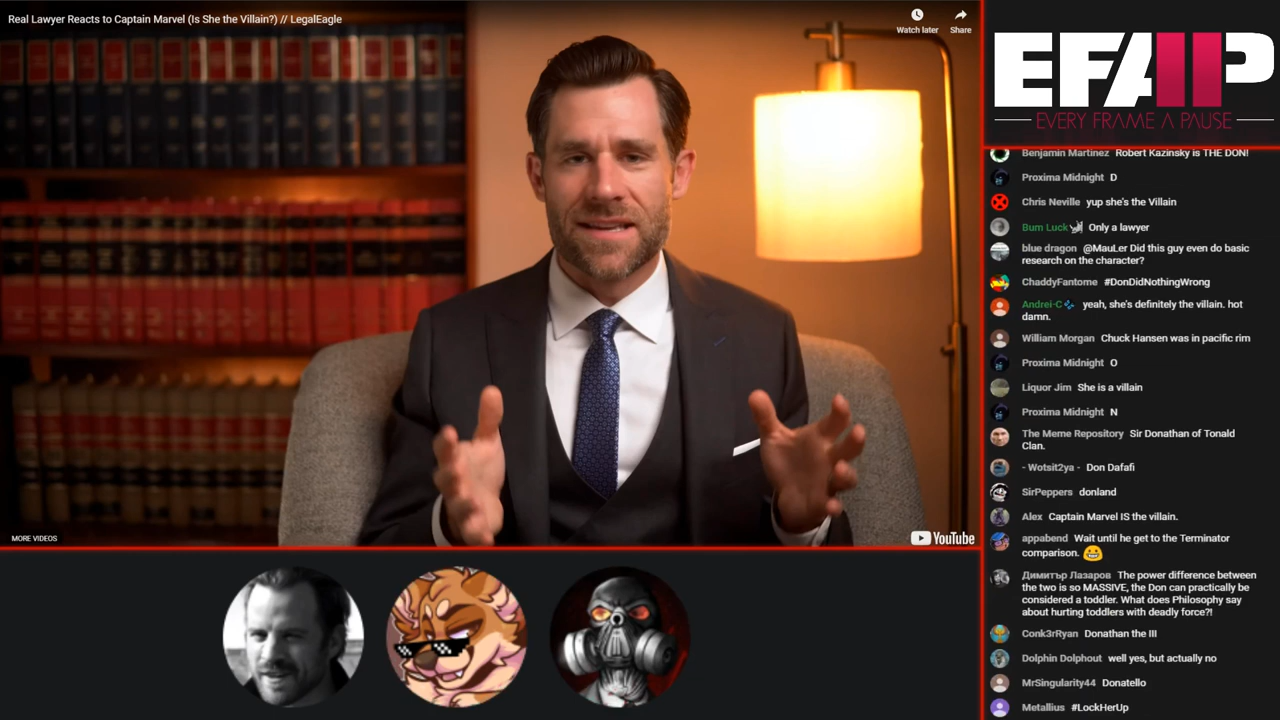 Real Lawyer Reacts to Captain Marvel (Is She the Villain?) // LegalEagle
Watch later
Share
MORE VIDEOS
YouTube
EFAP
EVERY FRAME A PAUSE
Benjamin Martinez Robert Kazinsky is THE DON!
Proxima Midnight D
Chris Neville yup she's the Villain
Bum Luck Only a lawyer
blue dragon @MauLer Did this guy even do basic
research on the character?
ChaddyFantome #DonDidNothingWrong
Andrei-C yeah, she's definitely the villain. hot
damn.
William Morgan Chuck Hansen was in pacific rim
Proxima Midnight O
Liquor Jim She is a villain
Proxima Midnight N
The Meme Repository Sir Donathan of Tonald
Clan.
- Wotsit2ya - Don Dafafi
SirPeppers donland
Alex Captain Marvel IS the villain.
appabend Wait until he get to the Terminator
comparison. 😀
Димитър Лазаров The power difference between
the two is so MASSIVE, the Don can practically be
considered a toddler. What does Philosophy say
about hurting toddlers with deadly force?!
Conk3rRyan Donathan the III
Dolphin Dolphout well yes, but actually no
MrSingularity44 Donatello
Metallius #LockHerUp